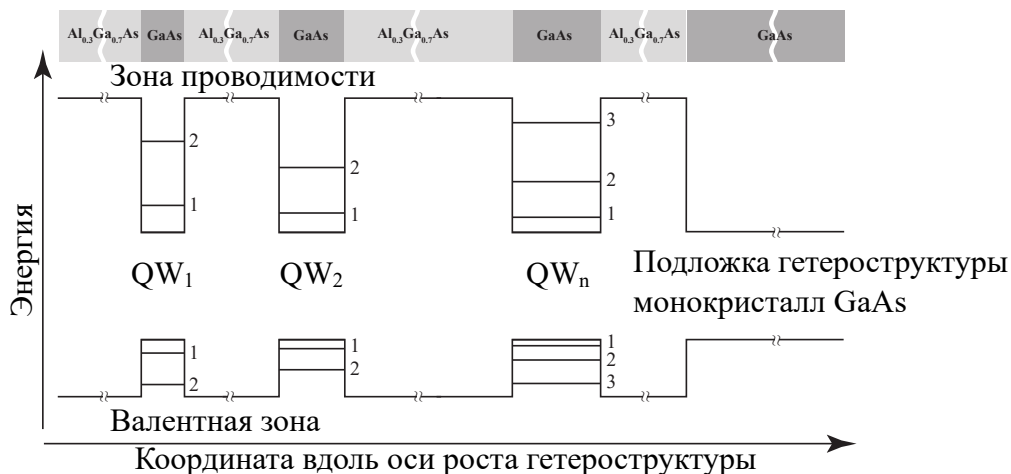 Al0.3Ga0.7As GaAs Al0.3Ga0.7As GaAs Al0.3Ga0.7As GaAs Al0.3Ga0.7As GaAs
Зона проводимости
3
2
2
2
1
1
1
Энергия
QW1 QW2 QWn
Подложка гетероструктуры
монокристалл GaAs
1
1
1
2
2
2
3
Валентная зона
Координата вдоль оси роста гетероструктуры